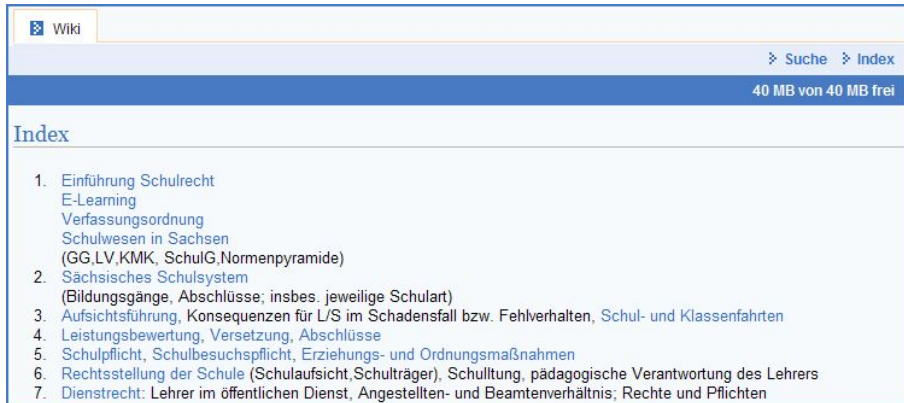 Wiki
Suche Index
40 MB von 40 MB frei
Index
1. Einführung Schulrecht
E-Learning
Verfassungsordnung
Schulwesen in Sachsen
(GG,LV,KMK, SchulG,Normenpyramide)
2. Sächsisches Schulsystem
(Bildungsgänge, Abschlüsse; insbes. jeweilige Schulart)
3. Aufsichtsführung, Konsequenzen für L/S im Schadensfall bzw. Fehlverhalten, Schul- und Klassenfahrten
4. Leistungsbewertung, Versetzung, Abschlüsse
5. Schulpflicht, Schulbesuchspflicht, Erziehungs- und Ordnungsmaßnahmen
6. Rechtsstellung der Schule (Schulaufsicht,Schulträger), Schulltung, pädagogische Verantwortung des Lehrers
7. Dienstrecht: Lehrer im öffentlichen Dienst, Angestellten- und Beamtenverhältnis; Rechte und Pflichten